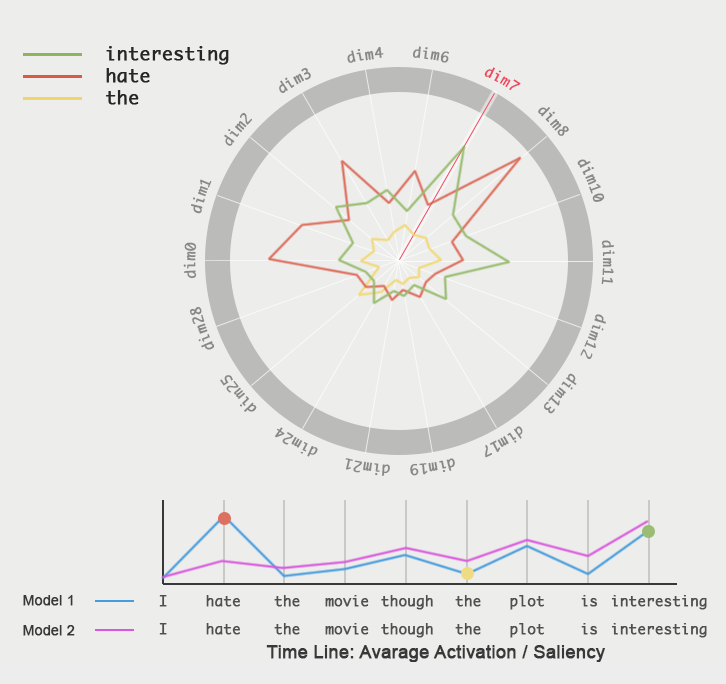 interesting
hate
the
dim4
dim6
dim3
dim7
dim2
dim8
dim1
dim10
dim0
dim11
dim28
dim12
dim25
dim13
dim24
dim17
dim21
dim19
Model 1 I hate the movie though the plot is interesting
Model 2 I hate the movie though the plot is interesting
Time Line: Avarage Activation / Saliency